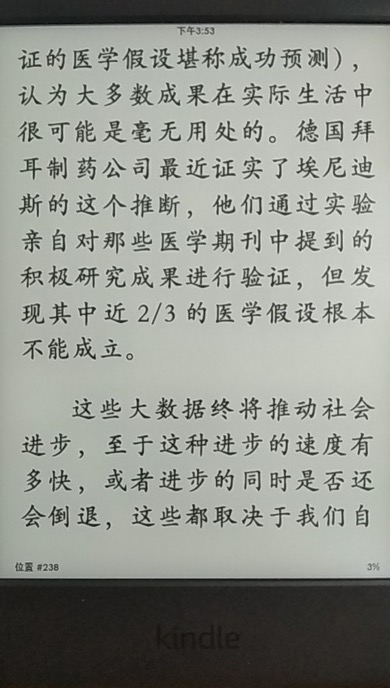 下午3:53
证的医学假设堪称成功预测），
认为大多数成果在实际生活中
很可能是毫无用处的。德国拜
耳制药公司最近证实了埃尼迪
斯的这个推断，他们通过实验
亲自对那些医学期刊中提到的
积极研究成果进行验证，但发
现其中近 2/3 的医学假设根本
不能成立。
这些大数据终将推动社会
进步，至于这种进步的速度有
多快，或者进步的同时是否还
会倒退，这些都取决于我们自
位置 #238
3%
kindle